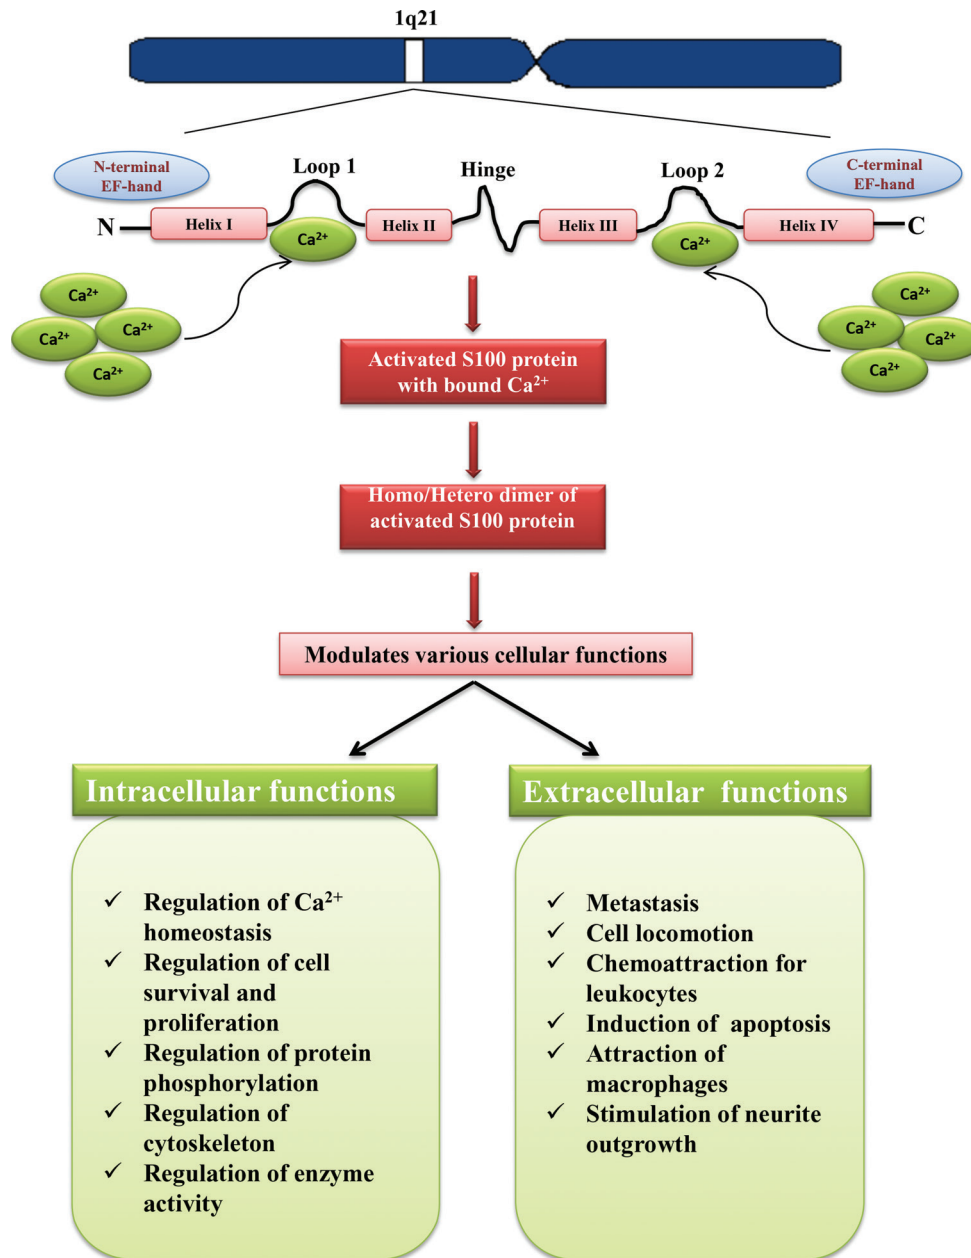 1q21
N-terminal
EF-hand
C-terminal
EF-hand
Loop 1
Hinge
Loop 2
N
Helix I
Helix II
Helix III
Helix IV
C
Ca²⁺
Ca²⁺
Ca²⁺
Ca²⁺
Ca²⁺
Ca²⁺
Ca²⁺
Ca²⁺
Ca²⁺
Ca²⁺
Activated S100 protein
with bound Ca²⁺
Homo/Hetero dimer of
activated S100 protein
Modulates various cellular functions
Intracellular functions
✓ Regulation of Ca²⁺
homeostasis
✓ Regulation of cell
survival and
proliferation
✓ Regulation of protein
phosphorylation
✓ Regulation of
cytoskeleton
✓ Regulation of enzyme
activity
Extracellular functions
✓ Metastasis
✓ Cell locomotion
✓ Chemoattraction for
leukocytes
✓ Induction of apoptosis
✓ Attraction of
macrophages
✓ Stimulation of neurite
outgrowth